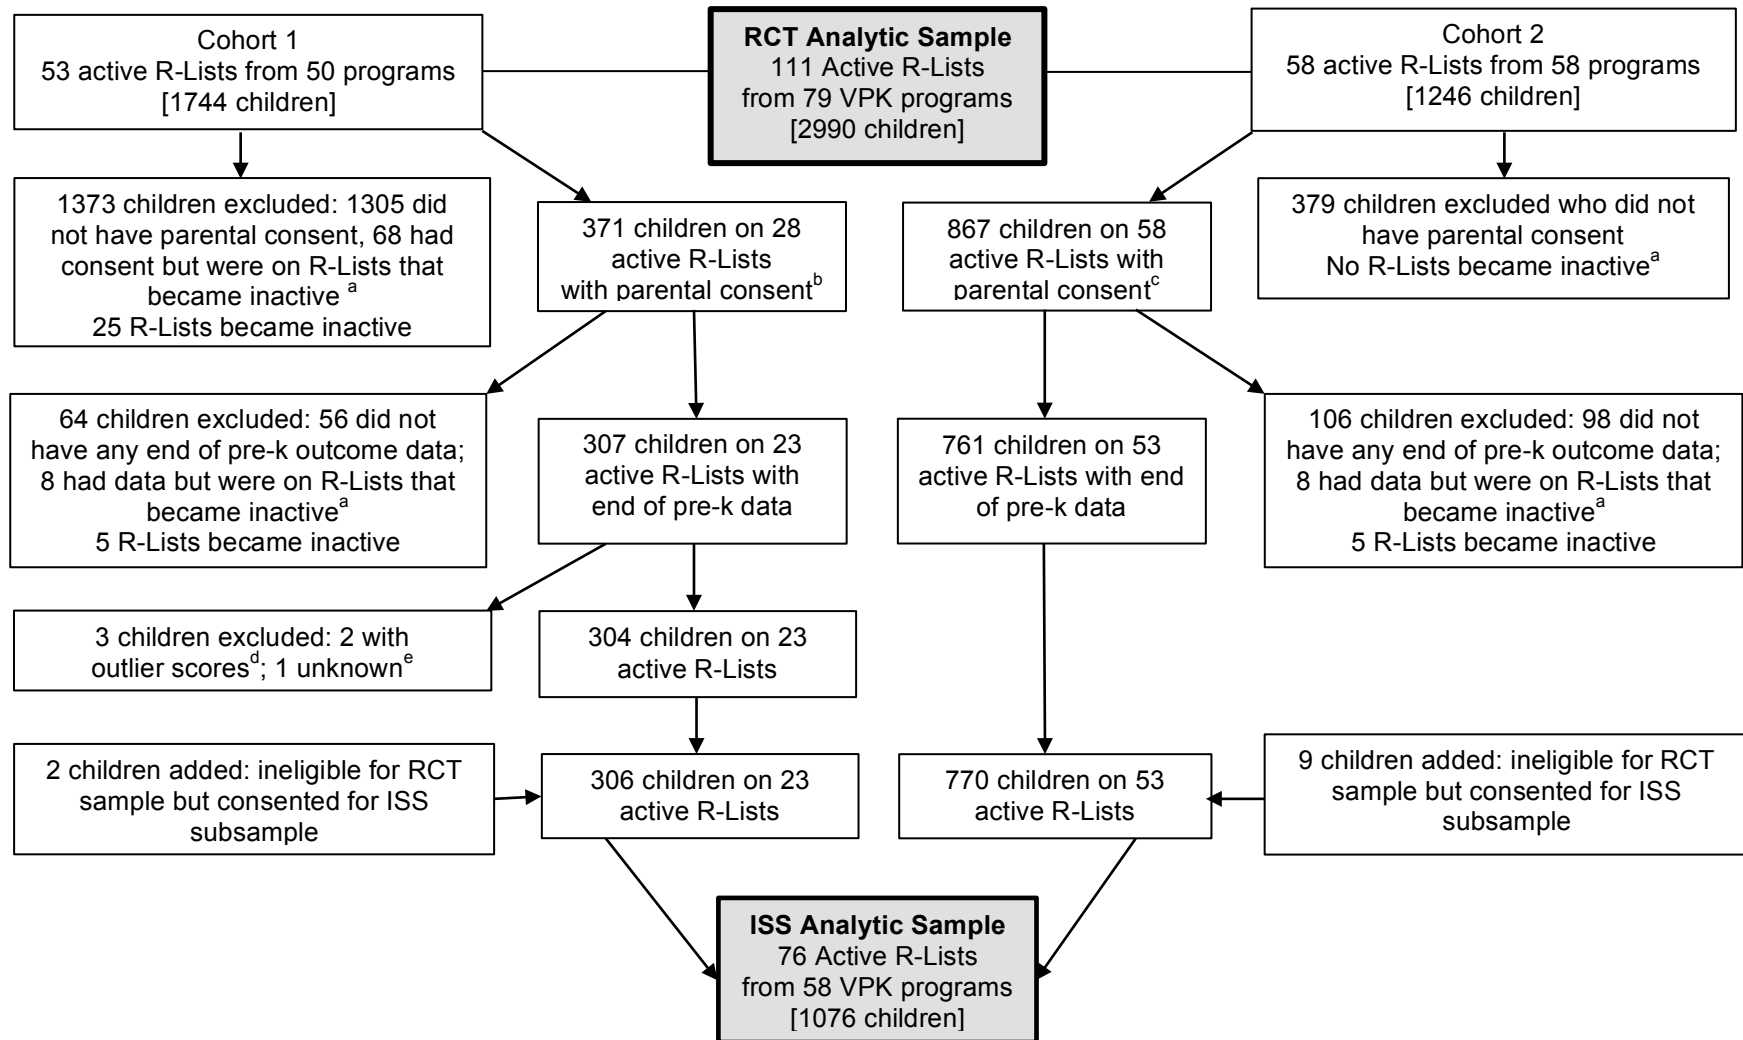 Cohort 1
53 active R-Lists from 50 programs
[1744 children]
RCT Analytic Sample
111 Active R-Lists
from 79 VPK programs
[2990 children]
Cohort 2
58 active R-Lists from 58 programs
[1246 children]
1373 children excluded: 1305 did
not have parental consent, 68 had
consent but were on R-Lists that
became inactive a
25 R-Lists became inactive
371 children on 28
active R-Lists
with parental consentb
867 children on 58
active R-Lists with
parental consentc
379 children excluded who did not
have parental consent
No R-Lists became inactivea
64 children excluded: 56 did not
have any end of pre-k outcome data;
8 had data but were on R-Lists that
became inactivea
5 R-Lists became inactive
307 children on 23
active R-Lists with
end of pre-k data
761 children on 53
active R-Lists with end
of pre-k data
106 children excluded: 98 did not
have any end of pre-k outcome data;
8 had data but were on R-Lists that
became inactivea
5 R-Lists became inactive
3 children excluded: 2 with
outlier scoresd; 1 unknowne
304 children on 23
active R-Lists
2 children added: ineligible for RCT
sample but consented for ISS
subsample
306 children on 23
active R-Lists
770 children on 53
active R-Lists
9 children added: ineligible for RCT
sample but consented for ISS
subsample
ISS Analytic Sample
76 Active R-Lists
from 58 VPK programs
[1076 children]